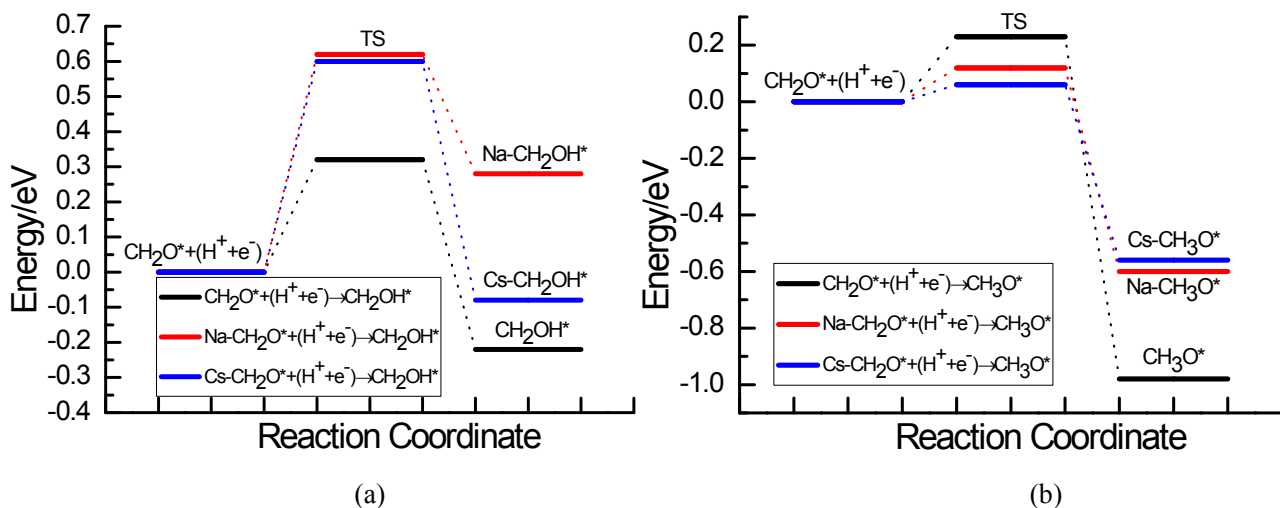 0.7
0.6
0.5
0.4
0.3
0.2
0.1
0.0
-0.1
-0.2
-0.3
-0.4
Energy/eV
TS
CH₂O*+(H⁺+e⁻)
Na-CH₂OH*
Cs-CH₂OH*
CH₂OH*
CH₂O*+(H⁺+e⁻)→CH₂OH*
Na-CH₂O*+(H⁺+e⁻)→CH₂OH*
Cs-CH₂O*+(H⁺+e⁻)→CH₂OH*
Reaction Coordinate
(a)
0.2
0.0
-0.2
-0.4
-0.6
-0.8
-1.0
Energy/eV
TS
CH₂O*+(H⁺+e⁻)
Cs-CH₃O*
Na-CH₃O*
CH₃O*
CH₂O*+(H⁺+e⁻)→CH₃O*
Na-CH₂O*+(H⁺+e⁻)→CH₃O*
Cs-CH₂O*+(H⁺+e⁻)→CH₃O*
Reaction Coordinate
(b)